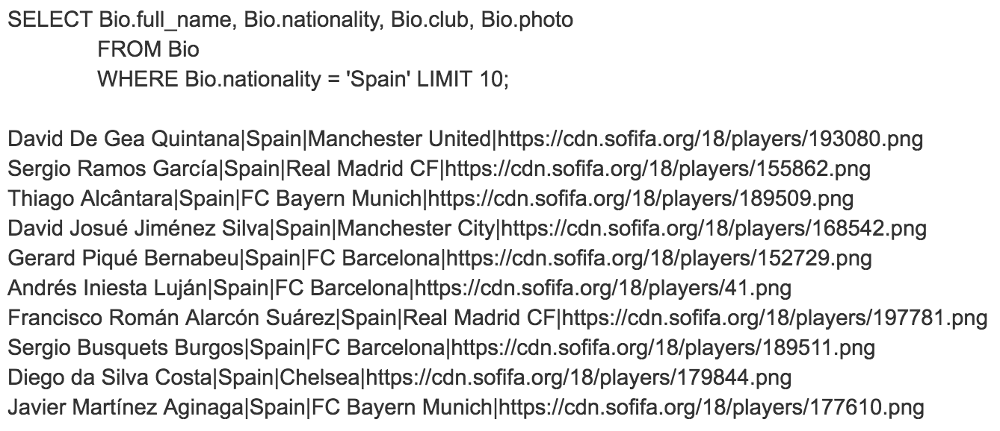 SELECT Bio.full_name, Bio.nationality, Bio.club, Bio.photo
FROM Bio
WHERE Bio.nationality = 'Spain' LIMIT 10;
David De Gea Quintana|Spain|Manchester United|https://cdn.sofifa.org/18/players/193080.png
Sergio Ramos García|Spain|Real Madrid CF|https://cdn.sofifa.org/18/players/155862.png
Thiago Alcântara|Spain|FC Bayern Munich|https://cdn.sofifa.org/18/players/189509.png
David Josué Jiménez Silva|Spain|Manchester City|https://cdn.sofifa.org/18/players/168542.png
Gerard Piqué Bernabeu|Spain|FC Barcelona|https://cdn.sofifa.org/18/players/152729.png
Andrés Iniesta Luján|Spain|FC Barcelona|https://cdn.sofifa.org/18/players/41.png
Francisco Román Alarcón Suárez|Spain|Real Madrid CF|https://cdn.sofifa.org/18/players/197781.png
Sergio Busquets Burgos|Spain|FC Barcelona|https://cdn.sofifa.org/18/players/189511.png
Diego da Silva Costa|Spain|Chelsea|https://cdn.sofifa.org/18/players/179844.png
Javier Martínez Aginaga|Spain|FC Bayern Munich|https://cdn.sofifa.org/18/players/177610.png